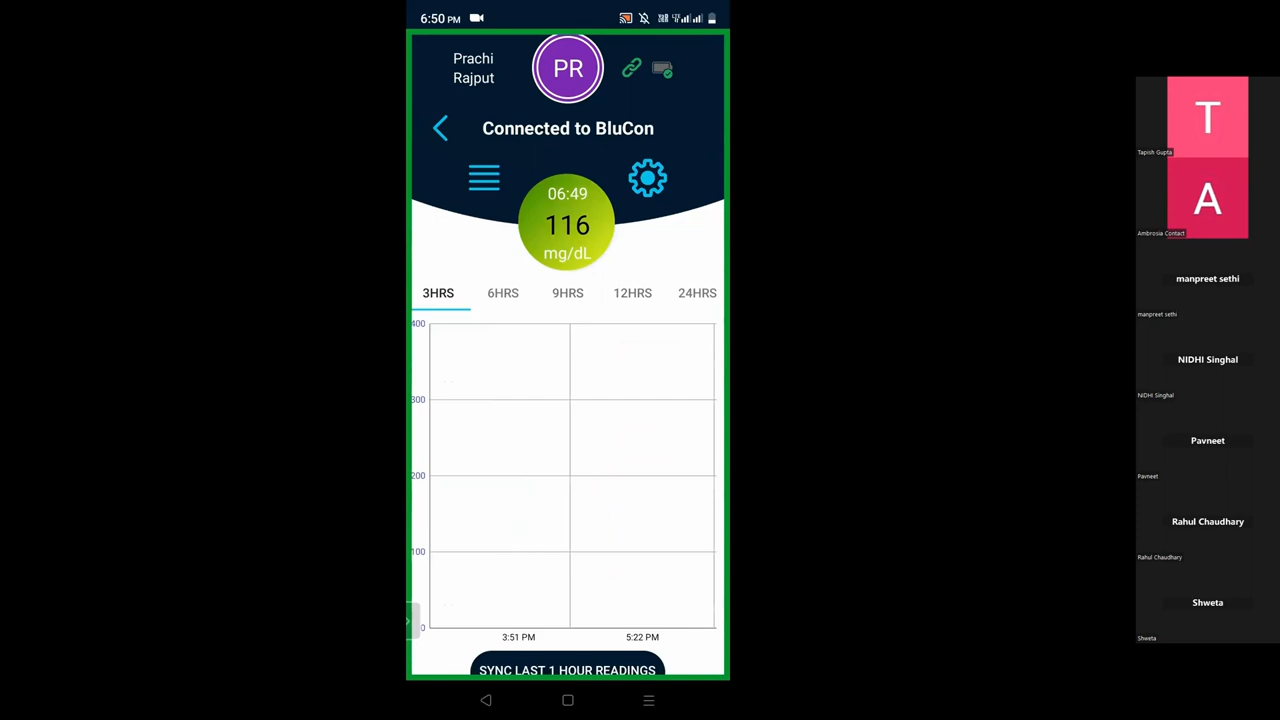 6:50 PM
Prachi
Rajput
PR
Connected to BluCon
06:49
116
mg/dL
3HRS 6HRS 9HRS 12HRS 24HRS
400
300
200
100
0
3:51 PM 5:22 PM
SYNC LAST 1 HOUR READINGS
T
Tapish Gupta
A
Ambrosia Contact
manpreet sethi
manpreet sethi
NIDHI Singhal
NIDHI Singhal
Pavneet
Pavneet
Rahul Chaudhary
Rahul Chaudhary
Shweta
Shweta